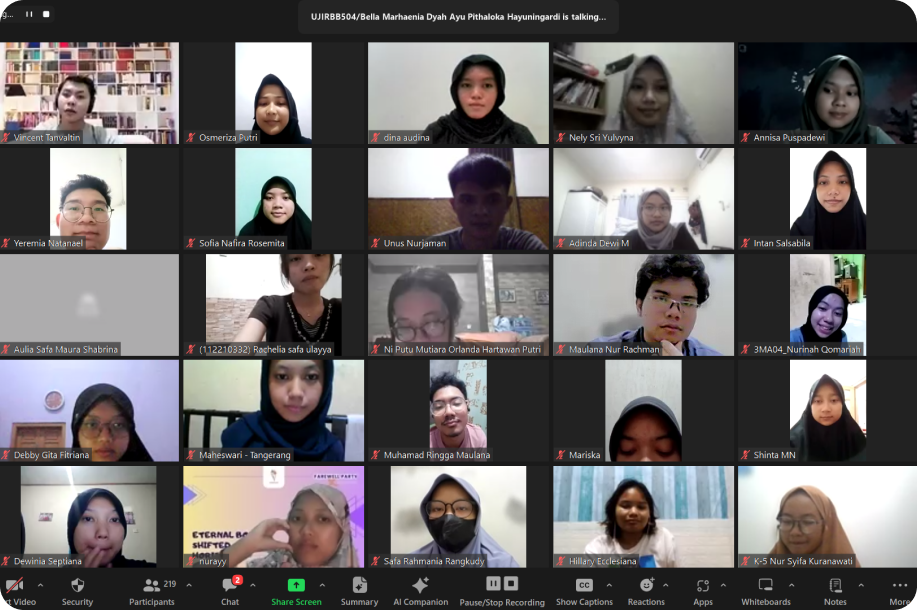 g...
UJIRBB504/Bella Marhaenia Dyah Ayu Pithaloka Hayuningardi is talking...
Vincent Tanvaltin
Osmeriza Putri
dina audina
Nely Sri Yulvyna
Annisa Puspadewi
Yeremia Natanael
Sofia Nafira Rosemita
Unus Nurjaman
Adinda Dewi M
Intan Salsabila
Aulia Safa Maura Shabrina
(112210332) Rachelia safa ulayya
Ni Putu Mutiara Orlanda Hartawan Putri
Maulana Nur Rachman
3MA04_Nurinah Qomariah
Debby Gita Fitriana
Maheswari - Tangerang
Muhamad Ringga Maulana
Mariska
Shinta MN
FAREWELL PARTY
ETERNAL BO
SHIFTED
Dewinia Septiana
nurayy
Safa Rahmania Rangkudy
Hillary Ecclesiana
K-5 Nur Syifa Kuranawati
219
2
CC
rt Video
Security
Participants
Chat
Share Screen
Summary
AI Companion
Pause/Stop Recording
Show Captions
Reactions
Apps
Whiteboards
Notes
More